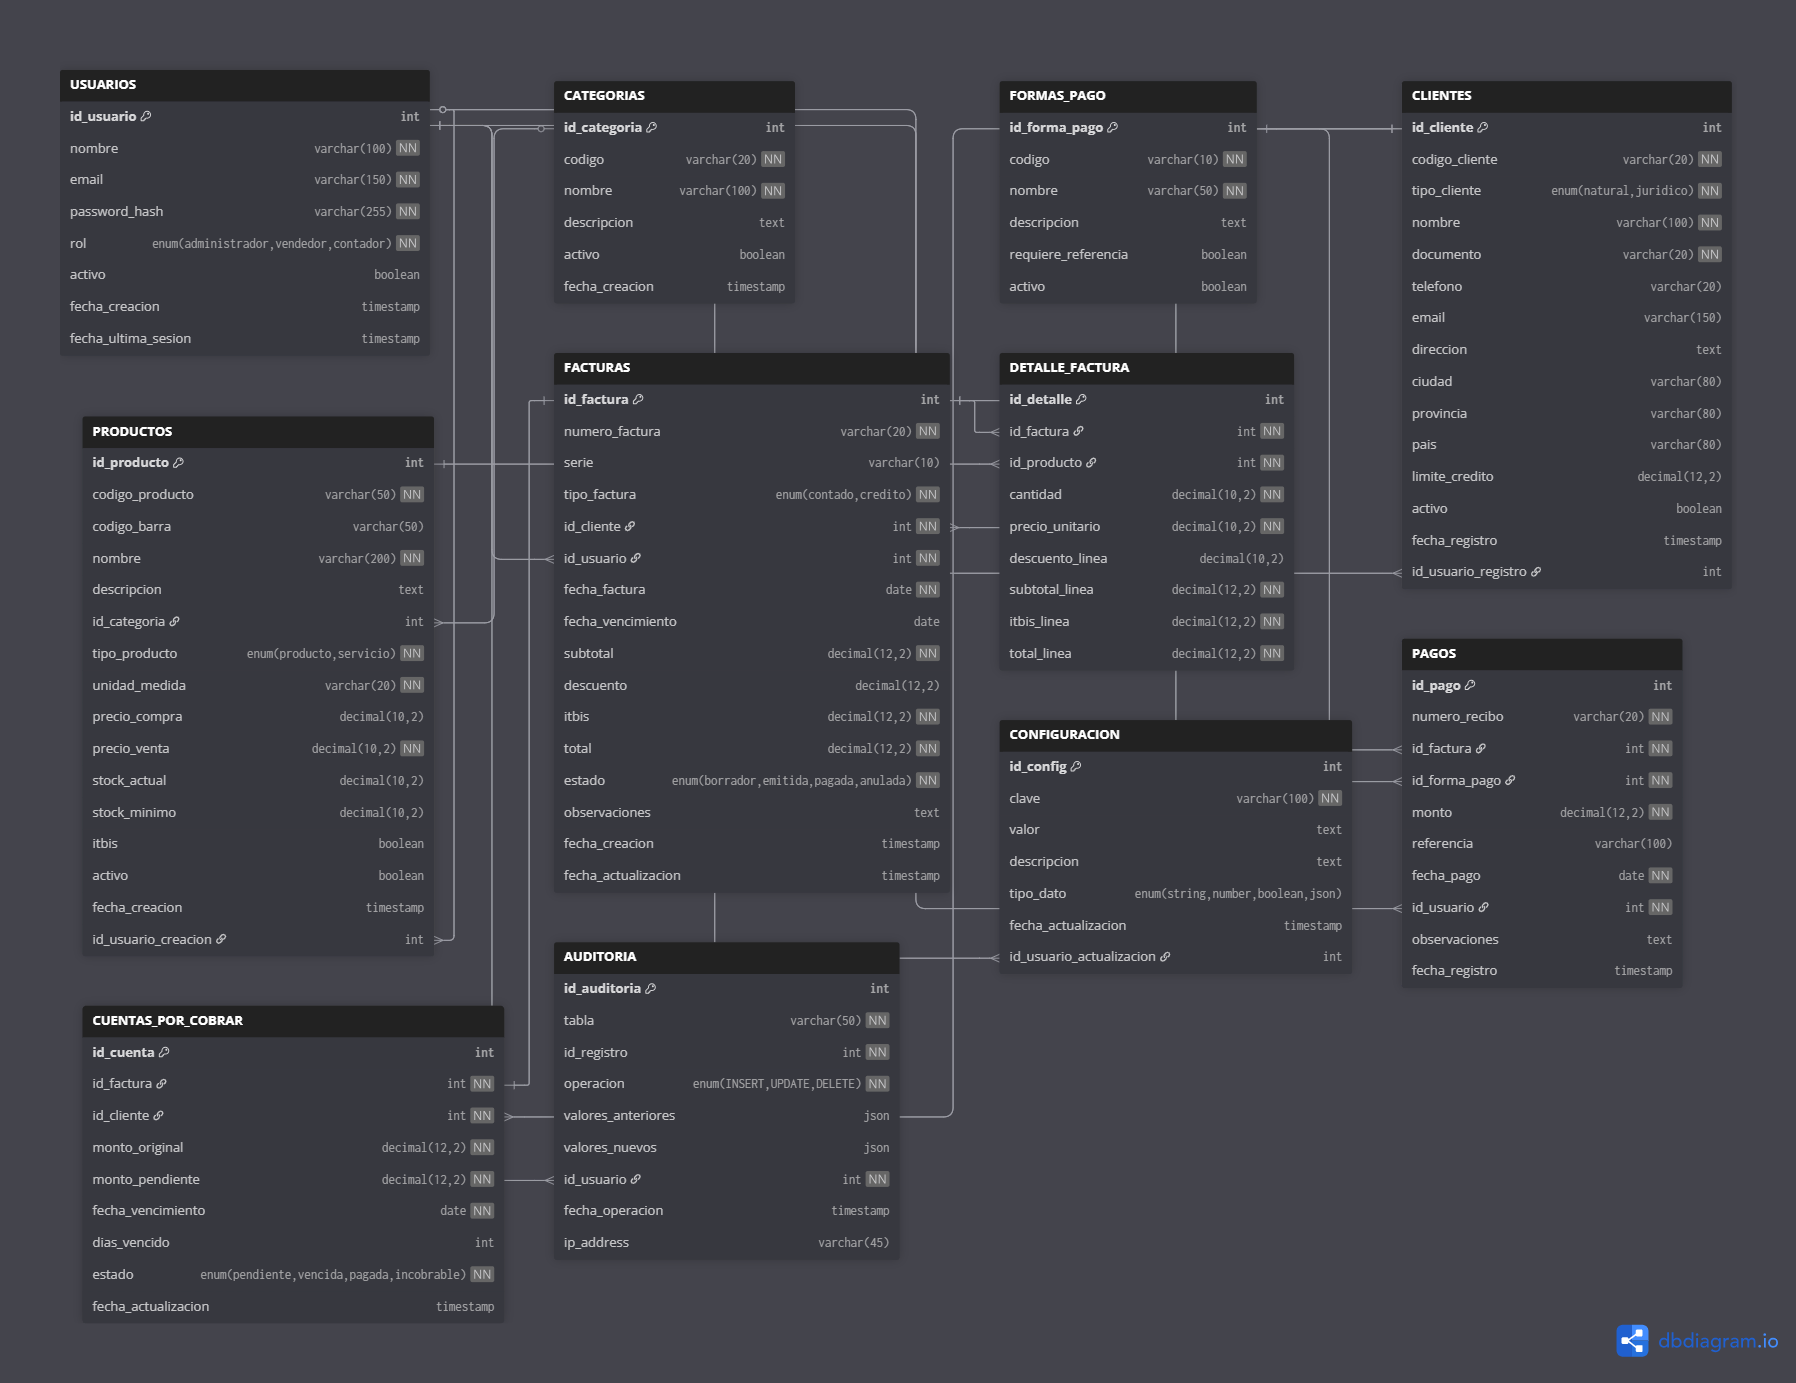 USUARIOS
id_usuario int
nombre varchar(100) NN
email varchar(150) NN
password_hash varchar(255) NN
rol enum(administrador,vendedor,contador) NN
activo boolean
fecha_creacion timestamp
fecha_ultima_sesion timestamp
CATEGORIAS
id_categoria int
codigo varchar(20) NN
nombre varchar(100) NN
descripcion text
activo boolean
fecha_creacion timestamp
FORMAS_PAGO
id_forma_pago int
codigo varchar(10) NN
nombre varchar(50) NN
descripcion text
requiere_referencia boolean
activo boolean
CLIENTES
id_cliente int
codigo_cliente varchar(20) NN
tipo_cliente enum(natural,juridico) NN
nombre varchar(100) NN
documento varchar(20) NN
telefono varchar(20)
email varchar(150)
direccion text
ciudad varchar(80)
provincia varchar(80)
pais varchar(80)
limite_credito decimal(12,2)
activo boolean
fecha_registro timestamp
id_usuario_registro int
PRODUCTOS
id_producto int
codigo_producto varchar(50) NN
codigo_barra varchar(50)
nombre varchar(200) NN
descripcion text
id_categoria int
tipo_producto enum(producto,servicio) NN
unidad_medida varchar(20) NN
precio_compra decimal(10,2)
precio_venta decimal(10,2) NN
stock_actual decimal(10,2)
stock_minimo decimal(10,2)
itbis boolean
activo boolean
fecha_creacion timestamp
id_usuario_creacion int
FACTURAS
id_factura int
numero_factura varchar(20) NN
serie varchar(10)
tipo_factura enum(contado,credito) NN
id_cliente int NN
id_usuario int NN
fecha_factura date NN
fecha_vencimiento date
subtotal decimal(12,2) NN
descuento decimal(12,2)
itbis decimal(12,2) NN
total decimal(12,2) NN
estado enum(borrador,emitida,pagada,anulada) NN
observaciones text
fecha_creacion timestamp
fecha_actualizacion timestamp
DETALLE_FACTURA
id_detalle int
id_factura int NN
id_producto int NN
cantidad decimal(10,2) NN
precio_unitario decimal(10,2) NN
descuento_linea decimal(10,2)
subtotal_linea decimal(12,2) NN
itbis_linea decimal(12,2) NN
total_linea decimal(12,2) NN
PAGOS
id_pago int
numero_recibo varchar(20) NN
id_factura int NN
id_forma_pago int NN
monto decimal(12,2) NN
referencia varchar(100)
fecha_pago date NN
id_usuario int NN
observaciones text
fecha_registro timestamp
CONFIGURACION
id_config int
clave varchar(100) NN
valor text
descripcion text
tipo_dato enum(string,number,boolean,json)
fecha_actualizacion timestamp
id_usuario_actualizacion int
CUENTAS_POR_COBRAR
id_cuenta int
id_factura int NN
id_cliente int NN
monto_original decimal(12,2) NN
monto_pendiente decimal(12,2) NN
fecha_vencimiento date NN
dias_vencido int
estado enum(pendiente,vencida,pagada,incobrable) NN
fecha_actualizacion timestamp
AUDITORIA
id_auditoria int
tabla varchar(50) NN
id_registro int NN
operacion enum(INSERT,UPDATE,DELETE) NN
valores_anteriores json
valores_nuevos json
id_usuario int NN
fecha_operacion timestamp
ip_address varchar(45)
dbdiagram.io